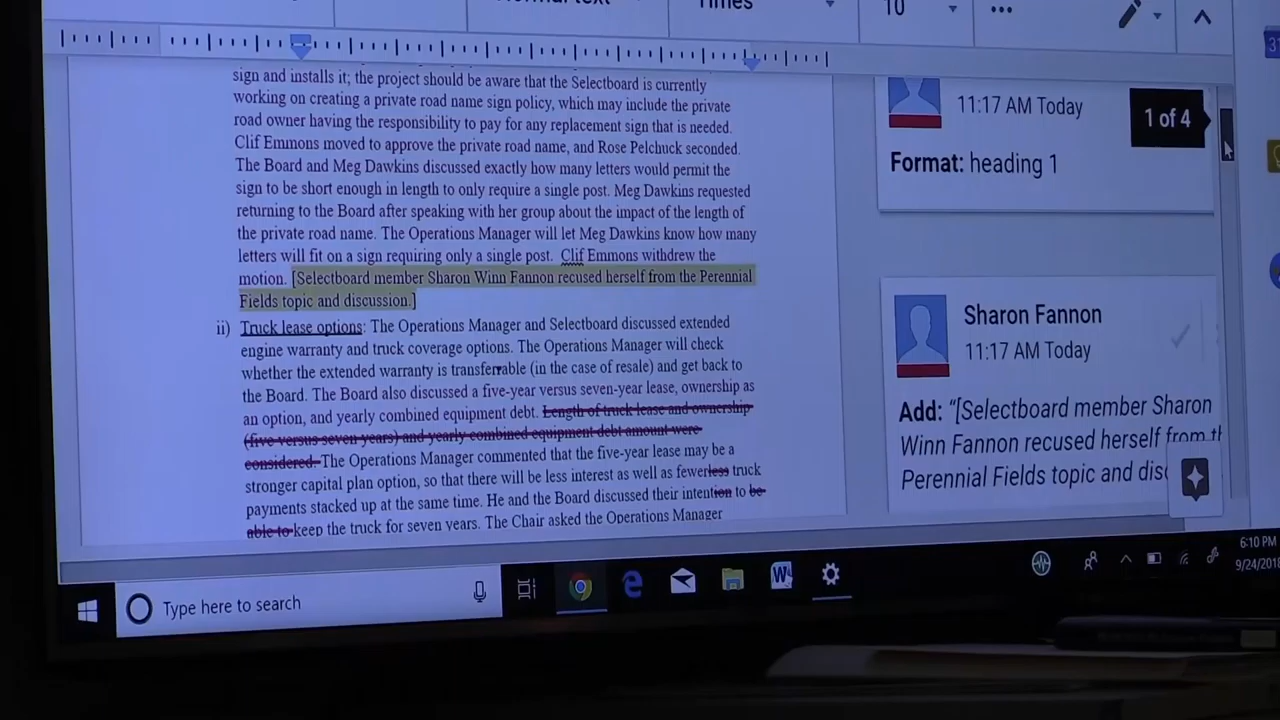 Normal text
Times
10
sign and installs it; the project should be aware that the Selectboard is currently
working on creating a private road name sign policy, which may include the private
road owner having the responsibility to pay for any replacement sign that is needed.
Clif Emmons moved to approve the private road name, and Rose Pelchuck seconded.
The Board and Meg Dawkins discussed exactly how many letters would permit the
sign to be short enough in length to only require a single post. Meg Dawkins requested
returning to the Board after speaking with her group about the impact of the length of
the private road name. The Operations Manager will let Meg Dawkins know how many
letters will fit on a sign requiring only a single post. Clif Emmons withdrew the
motion. [Selectboard member Sharon Winn Fannon recused herself from the Perennial
Fields topic and discussion.]
ii) Truck lease options: The Operations Manager and Selectboard discussed extended
engine warranty and truck coverage options. The Operations Manager will check
whether the extended warranty is transferrable (in the case of resale) and get back to
the Board. The Board also discussed a five-year versus seven-year lease, ownership as
an option, and yearly combined equipment debt. Length of truck lease and ownership
(five versus seven years) and yearly combined equipment debt amount were
considered. The Operations Manager commented that the five-year lease may be a
stronger capital plan option, so that there will be less interest as well as fewerless truck
payments stacked up at the same time. He and the Board discussed their intention to be
able to keep the truck for seven years. The Chair asked the Operations Manager
11:17 AM Today
1 of 4
Format: heading 1
Sharon Fannon
11:17 AM Today
Add: “[Selectboard member Sharon
Winn Fannon recused herself from th
Perennial Fields topic and disc
Type here to search
6:10 PM
9/24/2018